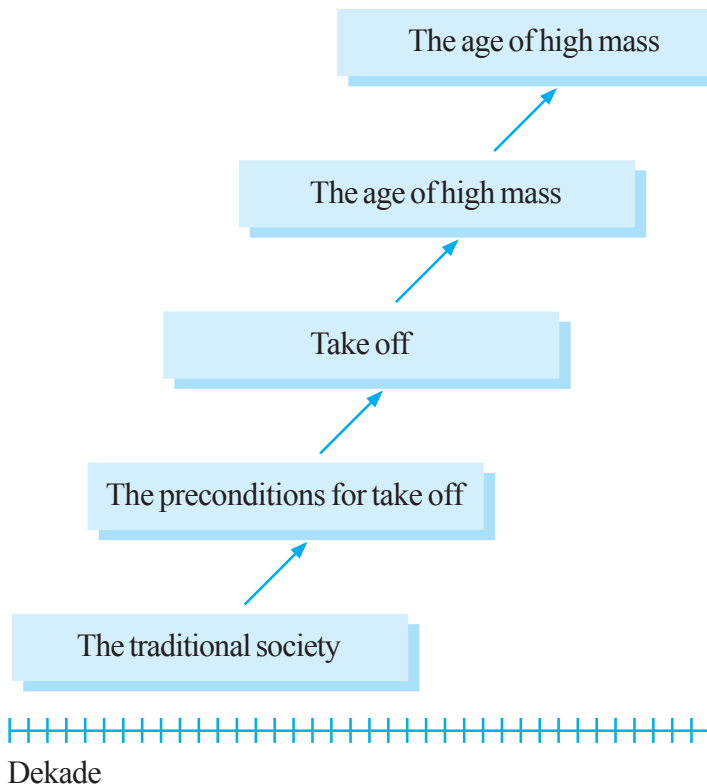 The age of high mass
The age of high mass
Take off
The preconditions for take off
The traditional society
Dekade